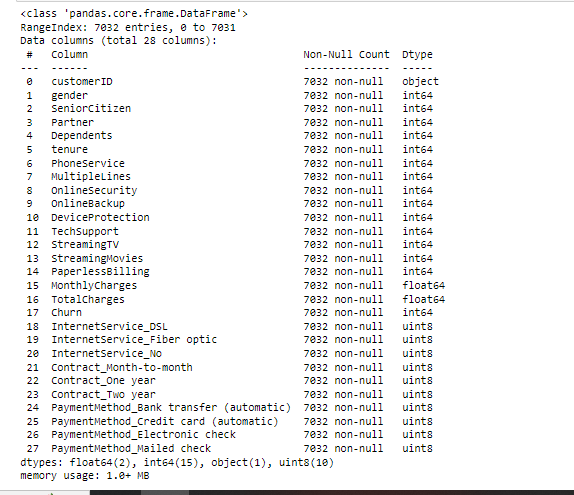 <class 'pandas.core.frame.DataFrame'>
RangeIndex: 7032 entries, 0 to 7031
Data columns (total 28 columns):
 #   Column                                   Non-Null Count  Dtype
---  ------                                   --------------  -----
 0   customerID                               7032 non-null   object
 1   gender                                   7032 non-null   int64
 2   SeniorCitizen                            7032 non-null   int64
 3   Partner                                  7032 non-null   int64
 4   Dependents                               7032 non-null   int64
 5   tenure                                   7032 non-null   int64
 6   PhoneService                             7032 non-null   int64
 7   MultipleLines                            7032 non-null   int64
 8   OnlineSecurity                           7032 non-null   int64
 9   OnlineBackup                             7032 non-null   int64
 10  DeviceProtection                         7032 non-null   int64
 11  TechSupport                              7032 non-null   int64
 12  StreamingTV                              7032 non-null   int64
 13  StreamingMovies                          7032 non-null   int64
 14  PaperlessBilling                         7032 non-null   int64
 15  MonthlyCharges                           7032 non-null   float64
 16  TotalCharges                             7032 non-null   float64
 17  Churn                                    7032 non-null   int64
 18  InternetService_DSL                      7032 non-null   uint8
 19  InternetService_Fiber optic              7032 non-null   uint8
 20  InternetService_No                       7032 non-null   uint8
 21  Contract_Month-to-month                  7032 non-null   uint8
 22  Contract_One year                        7032 non-null   uint8
 23  Contract_Two year                        7032 non-null   uint8
 24  PaymentMethod_Bank transfer (automatic)  7032 non-null   uint8
 25  PaymentMethod_Credit card (automatic)    7032 non-null   uint8
 26  PaymentMethod_Electronic check           7032 non-null   uint8
 27  PaymentMethod_Mailed check               7032 non-null   uint8
dtypes: float64(2), int64(15), object(1), uint8(10)
memory usage: 1.0+ MB